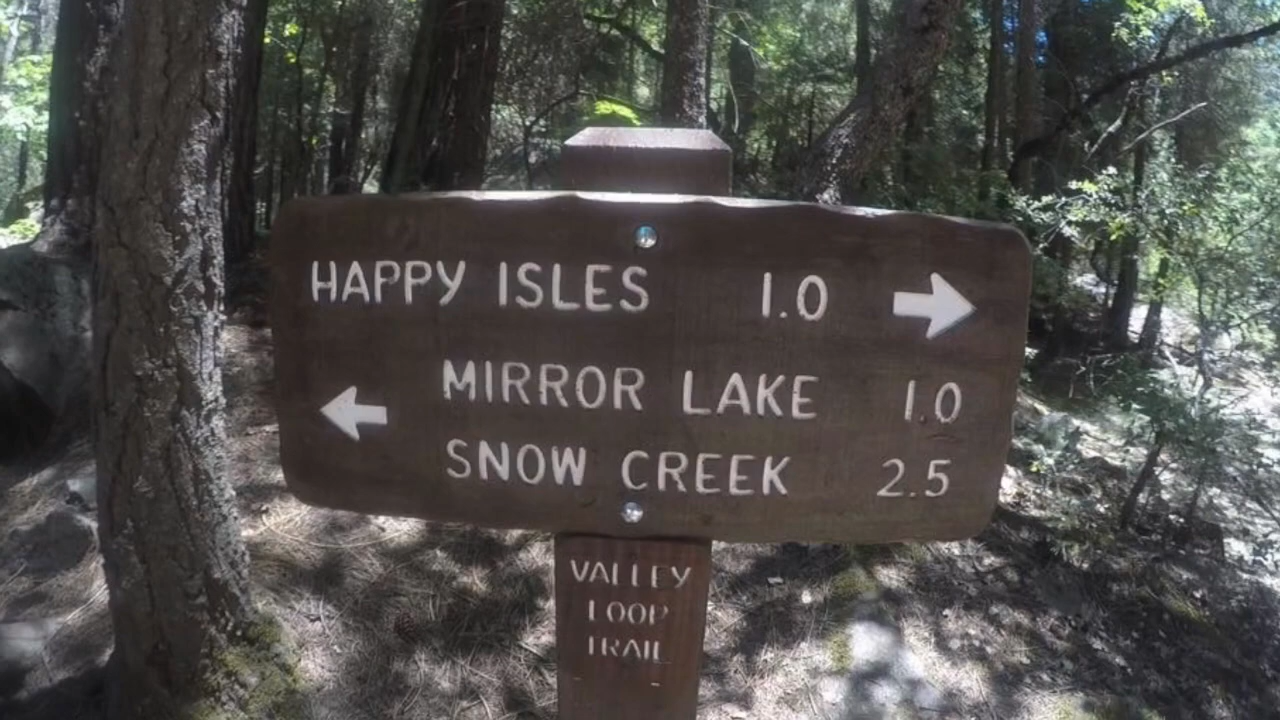 HAPPY ISLES 1.0 →
← MIRROR LAKE 1.0
SNOW CREEK 2.5
VALLEY
LOOP
TRAIL